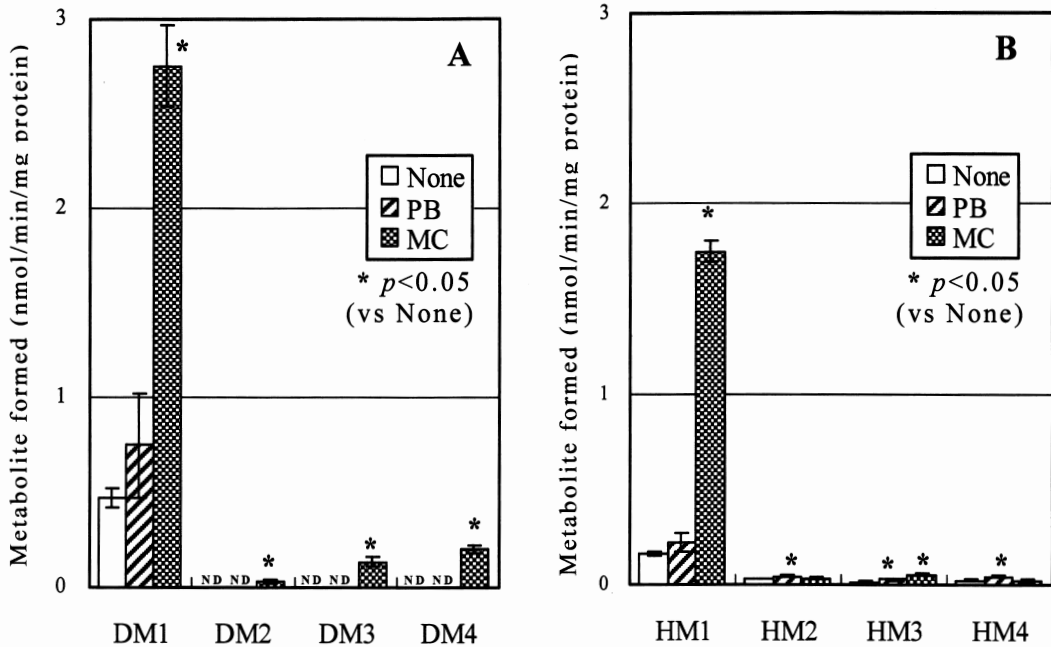 Metabolite formed (nmol/min/mg protein)
3
2
1
0
*
A
None
PB
MC
* p<0.05
(vs None)
ND ND * ND ND * ND ND *
DM1 DM2 DM3 DM4
Metabolite formed (nmol/min/mg protein)
3
2
1
0
B
*
None
PB
MC
* p<0.05
(vs None)
* * * *
HM1 HM2 HM3 HM4